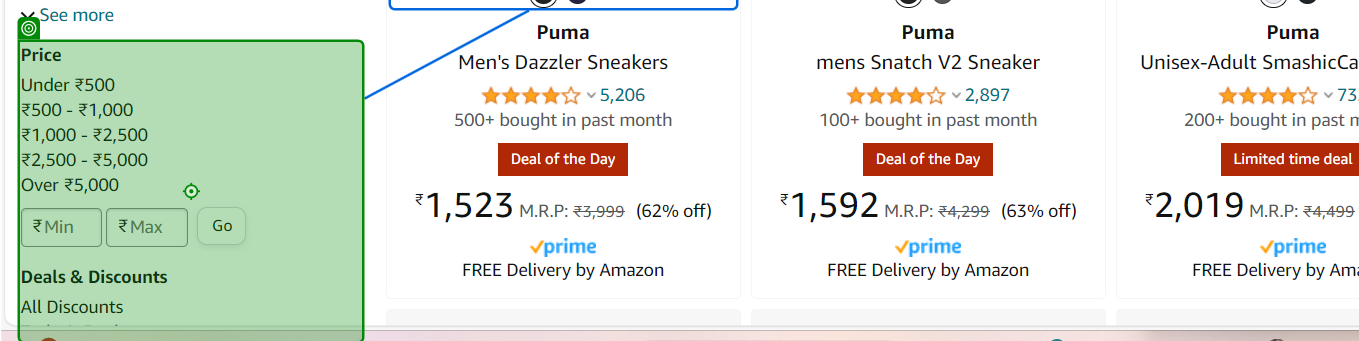 See more
Price
Under ₹500
₹500 - ₹1,000
₹1,000 - ₹2,500
₹2,500 - ₹5,000
Over ₹5,000
₹Min ₹Max Go
Deals & Discounts
All Discounts
Puma
Men's Dazzler Sneakers
5,206
500+ bought in past month
Deal of the Day
₹1,523 M.R.P: ₹3,999 (62% off)
prime
FREE Delivery by Amazon
Puma
mens Snatch V2 Sneaker
2,897
100+ bought in past month
Deal of the Day
₹1,592 M.R.P: ₹4,299 (63% off)
prime
FREE Delivery by Amazon
Puma
Unisex-Adult SmashicCa
73
200+ bought in past m
Limited time deal
₹2,019 M.R.P: ₹4,499
prime
FREE Delivery by Ama